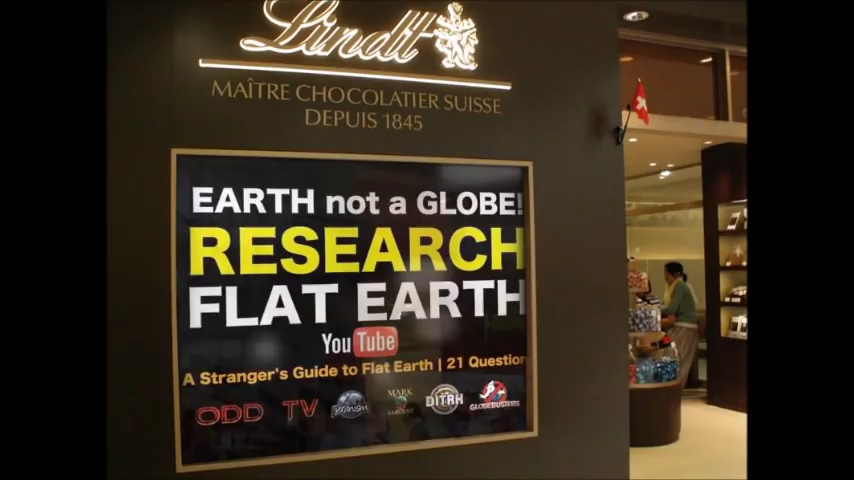 Lindt
MAÎTRE CHOCOLATIER SUISSE
DEPUIS 1845
EARTH not a GLOBE!
RESEARCH
FLAT EARTH
YouTube
A Stranger's Guide to Flat Earth | 21 Question
ODD TV
MARK
SARGENT
DITRH
GLOBEBUSTERS